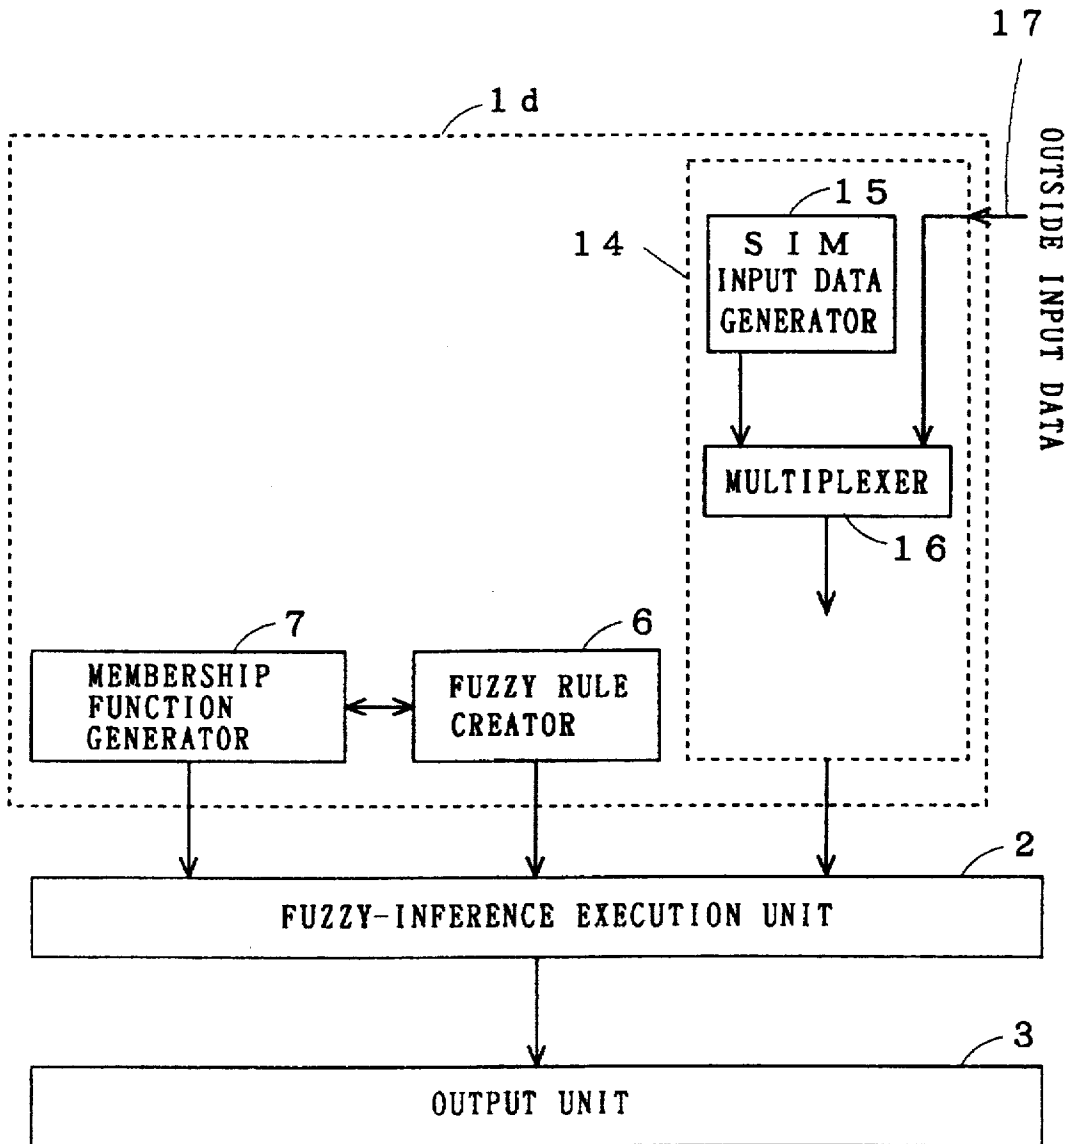 17
1d
OUTSIDE INPUT DATA
15
14
SIM
INPUT DATA
GENERATOR
MULTIPLEXER
16
7
6
MEMBERSHIP
FUNCTION
GENERATOR
FUZZY RULE
CREATOR
2
FUZZY-INFERENCE EXECUTION UNIT
3
OUTPUT UNIT